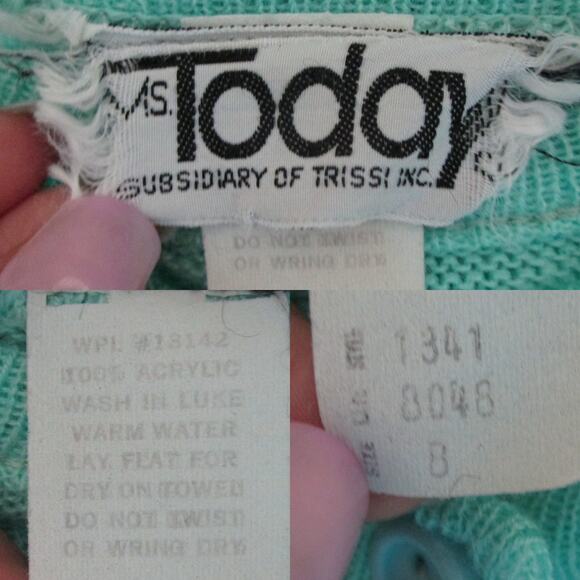 MS. Today
SUBSIDIARY OF TRISSI INC.
DO NOT TWIST
OR WRING DRY
WPL #13142
100% ACRYLIC
WASH IN LUKE
WARM WATER
LAY FLAT FOR
DRY ON TOWEL
DO NOT TWIST
OR WRING DRY
STYLE 1341
8048
SIZE 8